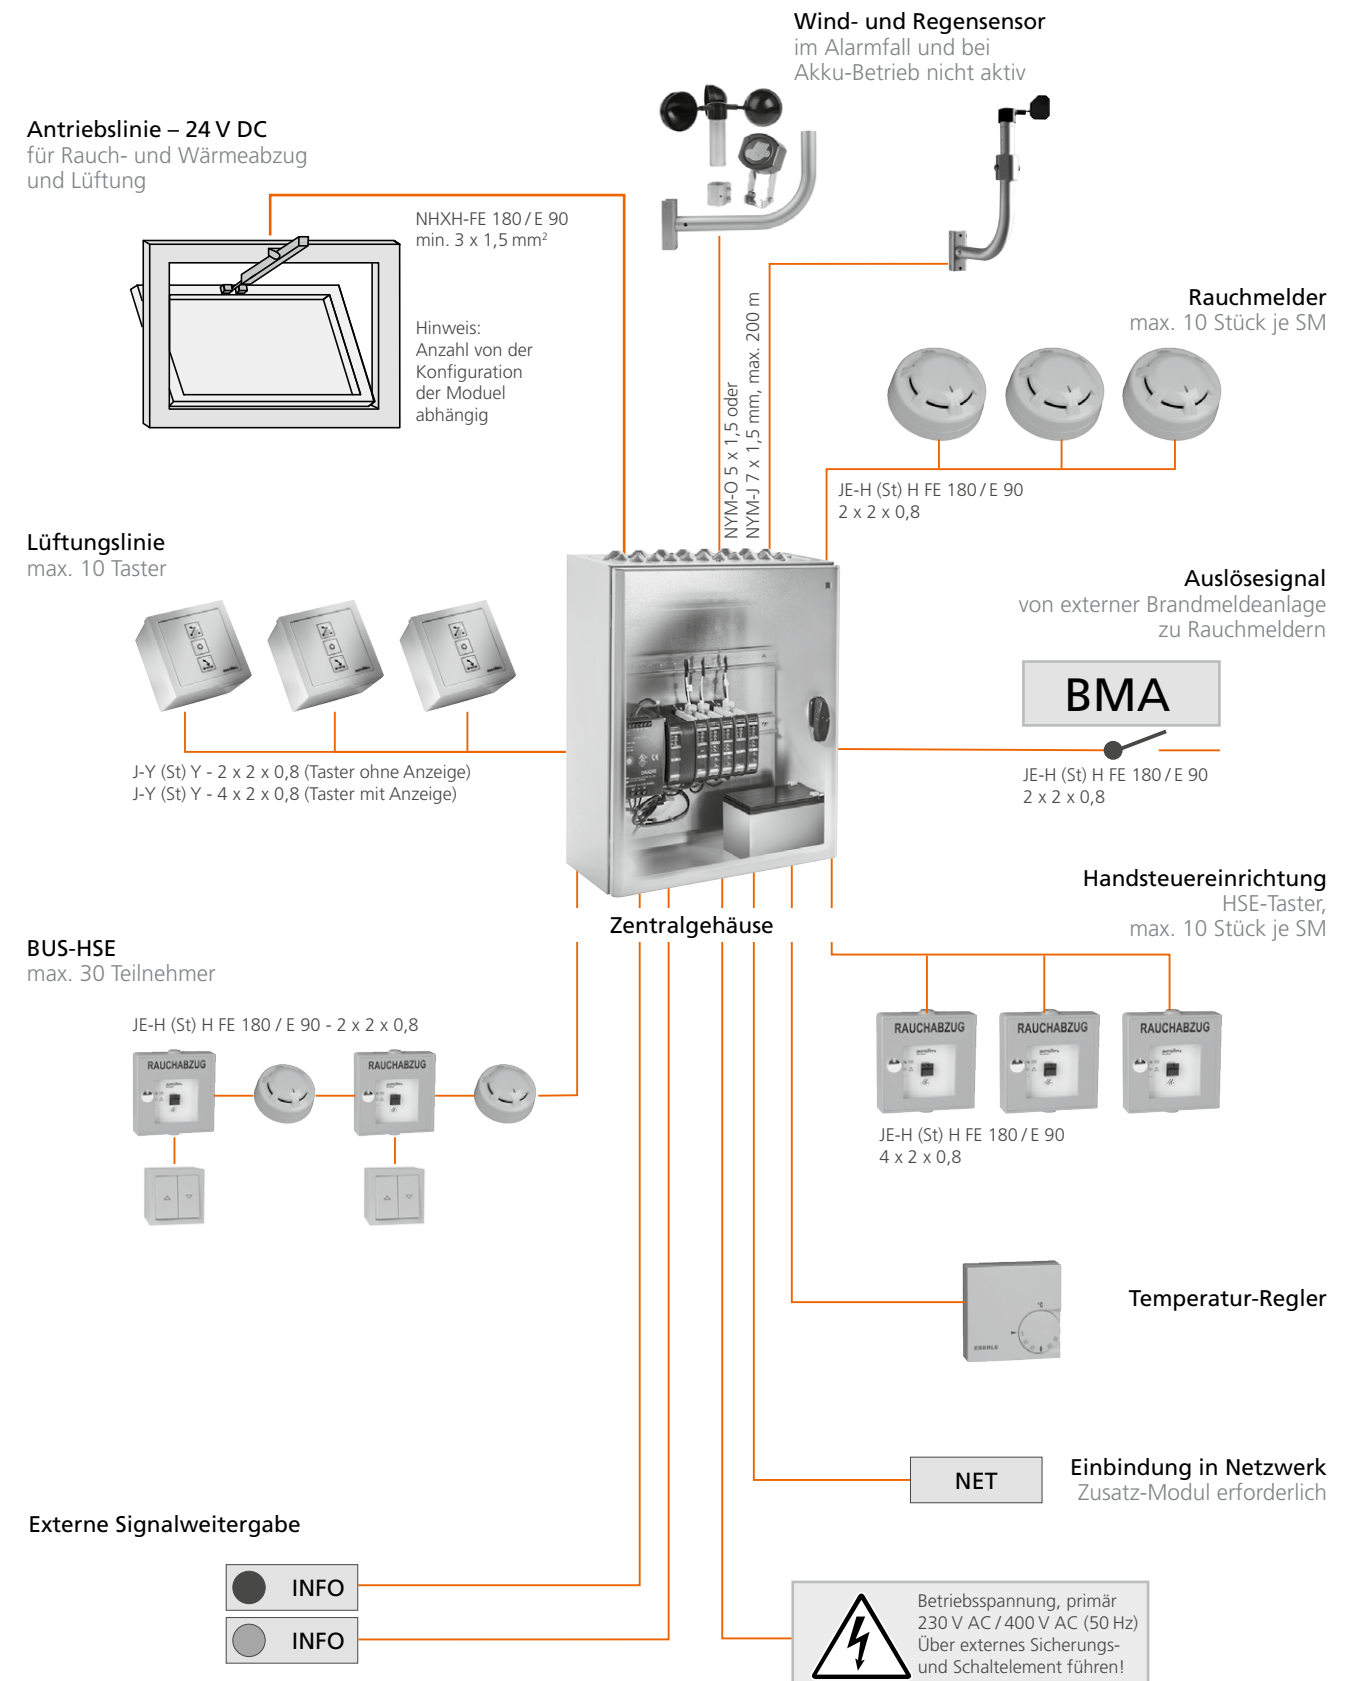 Wind- und Regensensor
im Alarmfall und bei
Akku-Betrieb nicht aktiv
Antriebslinie – 24 V DC
für Rauch- und Wärmeabzug
und Lüftung
NHXH-FE 180 / E 90
min. 3 x 1,5 mm²
Hinweis:
Anzahl von der
Konfiguration
der Moduel
abhängig
NYM-O 5 x 1,5 oder
NYM-J 7 x 1,5 mm, max. 200 m
Rauchmelder
max. 10 Stück je SM
JE-H (St) H FE 180 / E 90
2 x 2 x 0,8
Lüftungslinie
max. 10 Taster
J-Y (St) Y - 2 x 2 x 0,8 (Taster ohne Anzeige)
J-Y (St) Y - 4 x 2 x 0,8 (Taster mit Anzeige)
Auslösesignal
von externer Brandmeldeanlage
zu Rauchmeldern
BMA
JE-H (St) H FE 180 / E 90
2 x 2 x 0,8
Zentralgehäuse
Handsteuereinrichtung
HSE-Taster,
max. 10 Stück je SM
RAUCHABZUG
RAUCHABZUG
RAUCHABZUG
JE-H (St) H FE 180 / E 90
4 x 2 x 0,8
BUS-HSE
max. 30 Teilnehmer
JE-H (St) H FE 180 / E 90 - 2 x 2 x 0,8
RAUCHABZUG
RAUCHABZUG
°C
EBERLE
Temperatur-Regler
NET
Einbindung in Netzwerk
Zusatz-Modul erforderlich
Externe Signalweitergabe
INFO
INFO
Betriebsspannung, primär
230 V AC / 400 V AC (50 Hz)
Über externes Sicherungs-
und Schaltelement führen!